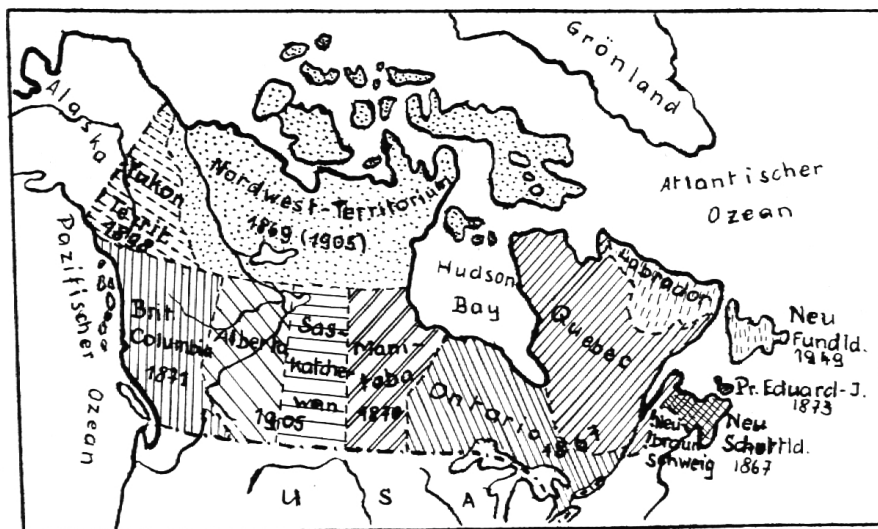 Grönland
Alaska
Atlantischer
Ozean
Yukon
Territ
1898
Nordwest-Territorium
1869 (1905)
Pazifischer Ozean
Hudson
Bay
Labrador
Quebec
Brit
Columbia
1871
Alberta
1905
Sas-
katche
wan
Mani-
toba
1870
Ontario
1867
Neu
Fundld.
1949
Pr. Eduard-J.
1873
Neu
Schottld.
1867
Neu
braun
schweig
U S A